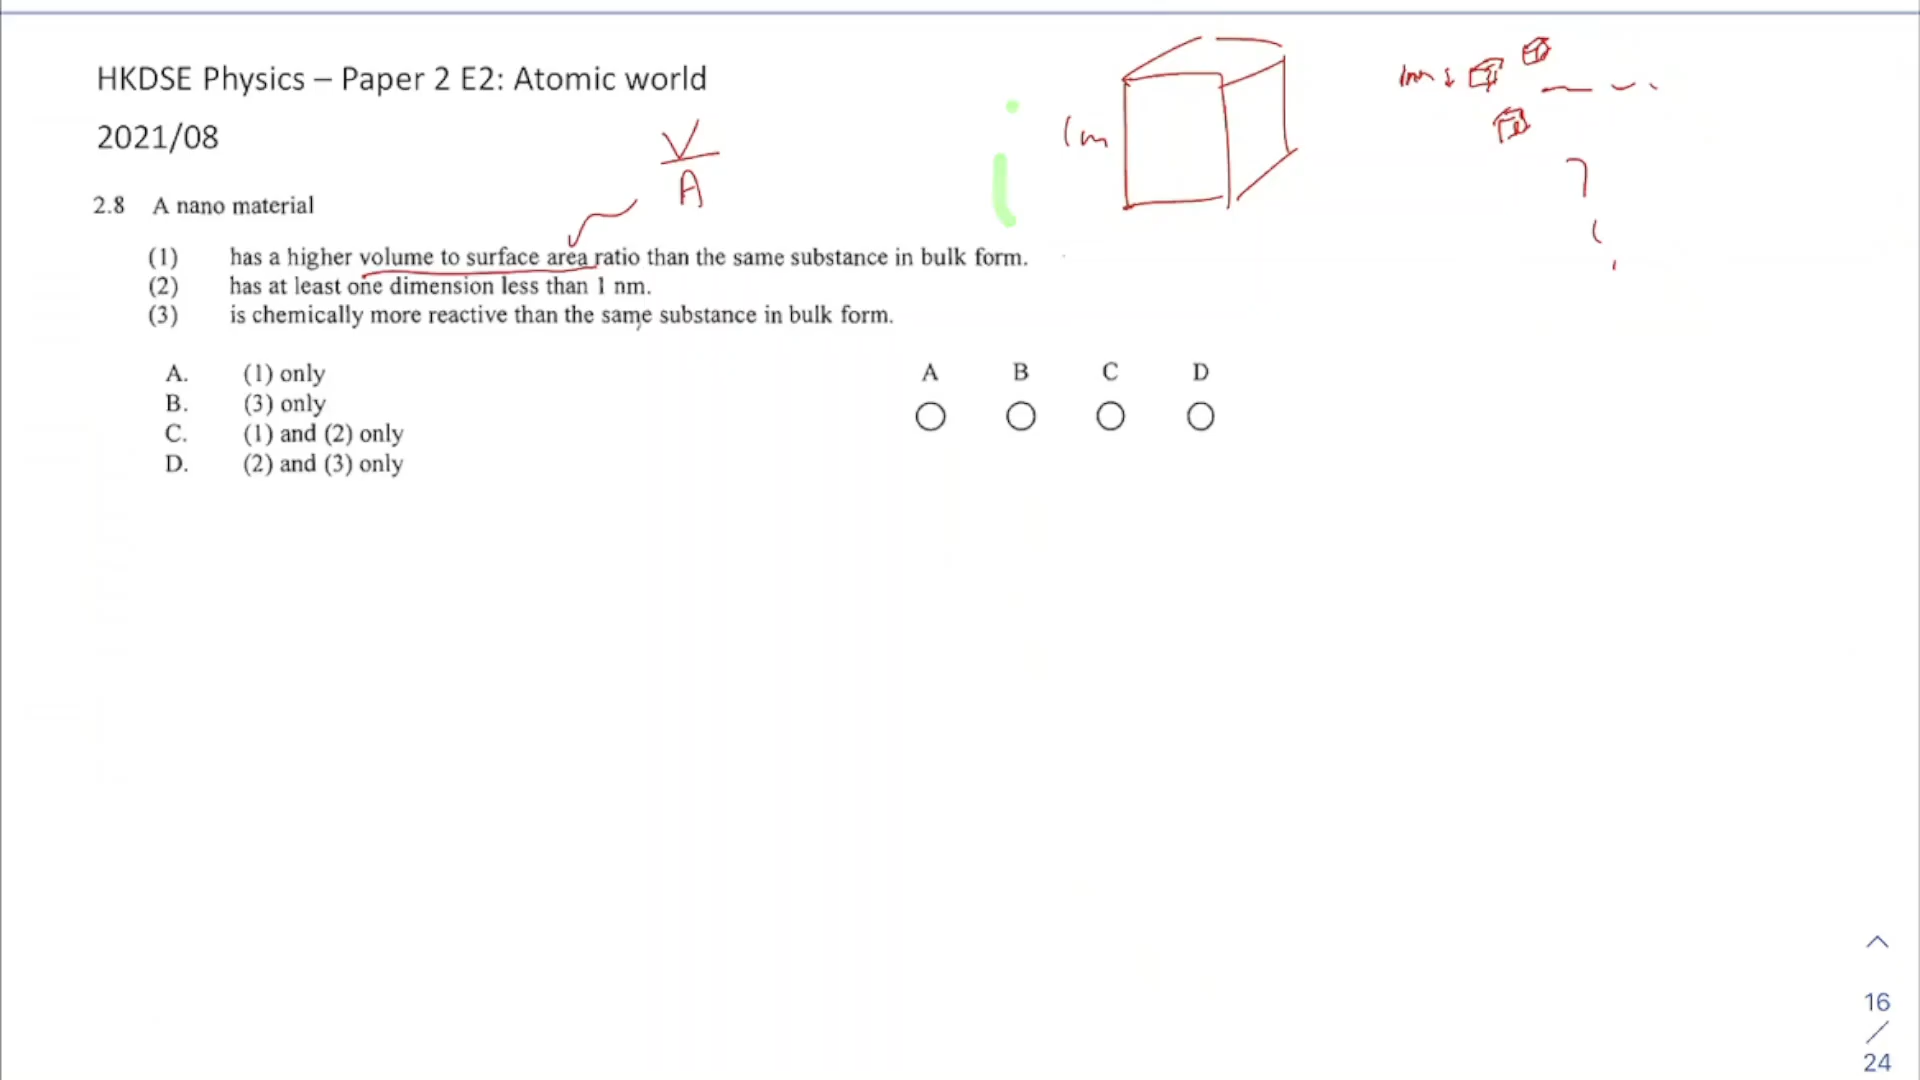 HKDSE Physics – Paper 2 E2: Atomic world
2021/08
V
A
1m
2.8 A nano material
(1) has a higher volume to surface area ratio than the same substance in bulk form.
(2) has at least one dimension less than 1 nm.
(3) is chemically more reactive than the same substance in bulk form.
A. (1) only
B. (3) only
C. (1) and (2) only
D. (2) and (3) only
A B C D
16
/
24